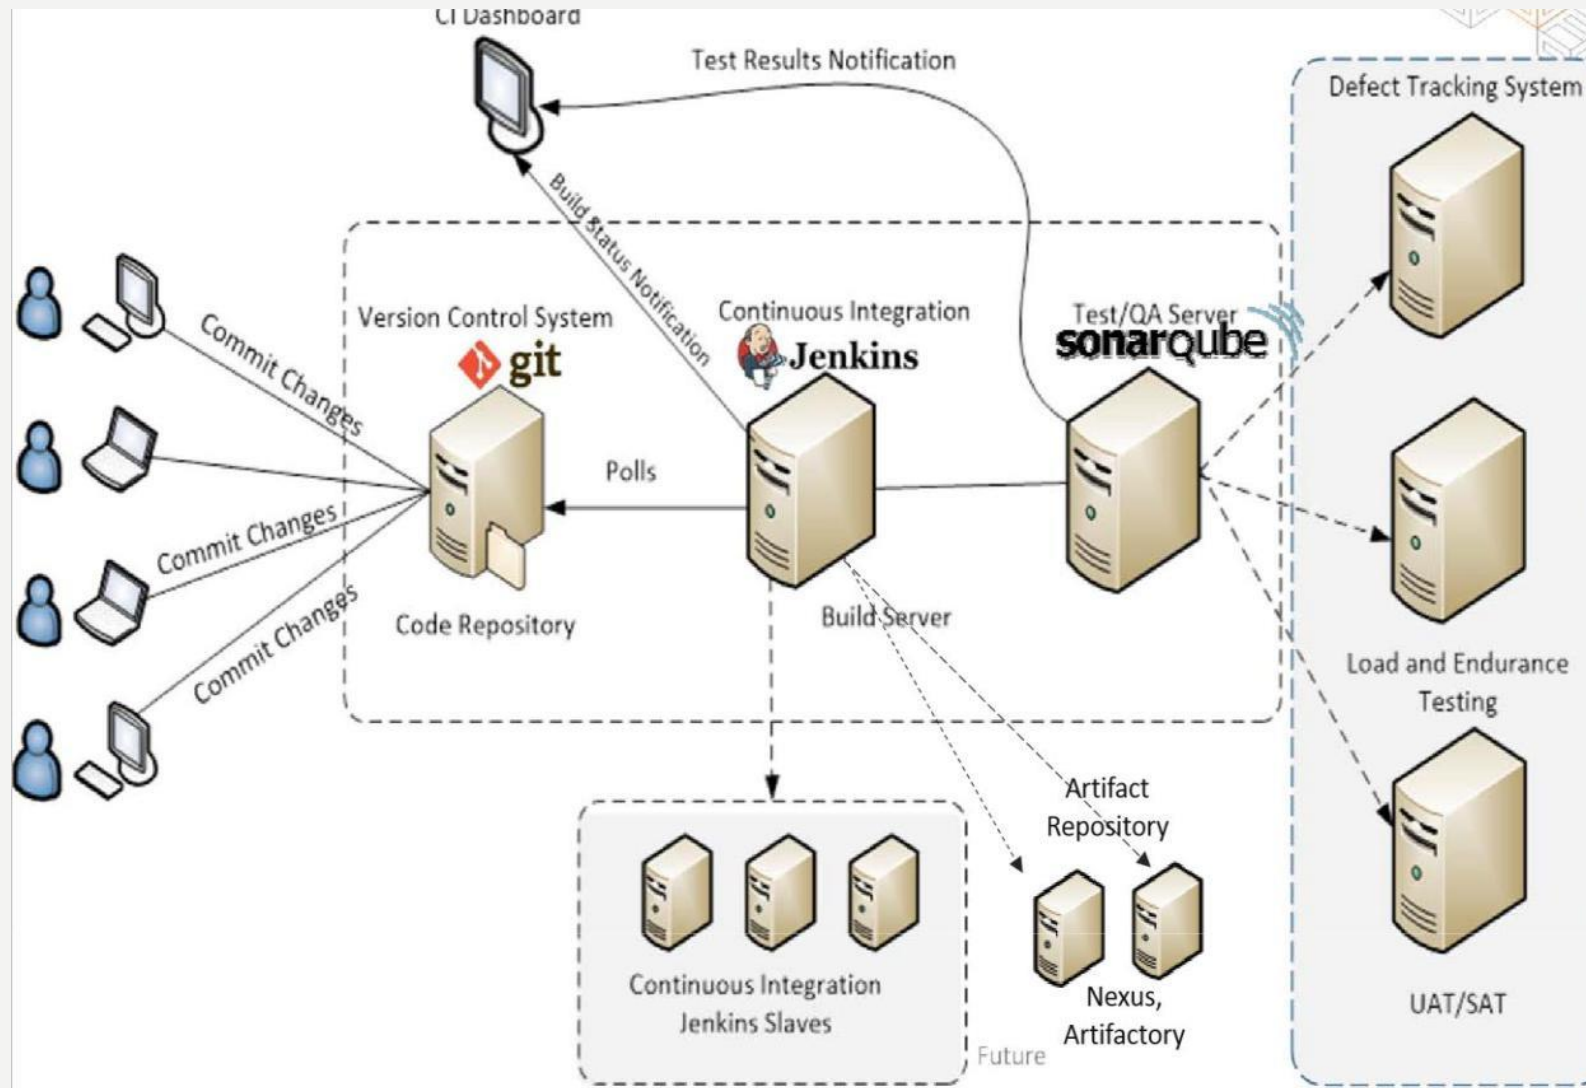 CI Dashboard
Test Results Notification
Defect Tracking System
Build Status Notification
Version Control System
git
Continuous Integration
Jenkins
Test/QA Server
sonarqube
Commit Changes
Polls
Commit Changes
Commit Changes
Code Repository
Build Server
Load and Endurance
Testing
Artifact
Repository
Continuous Integration
Jenkins Slaves
Nexus,
Artifactory
Future
UAT/SAT